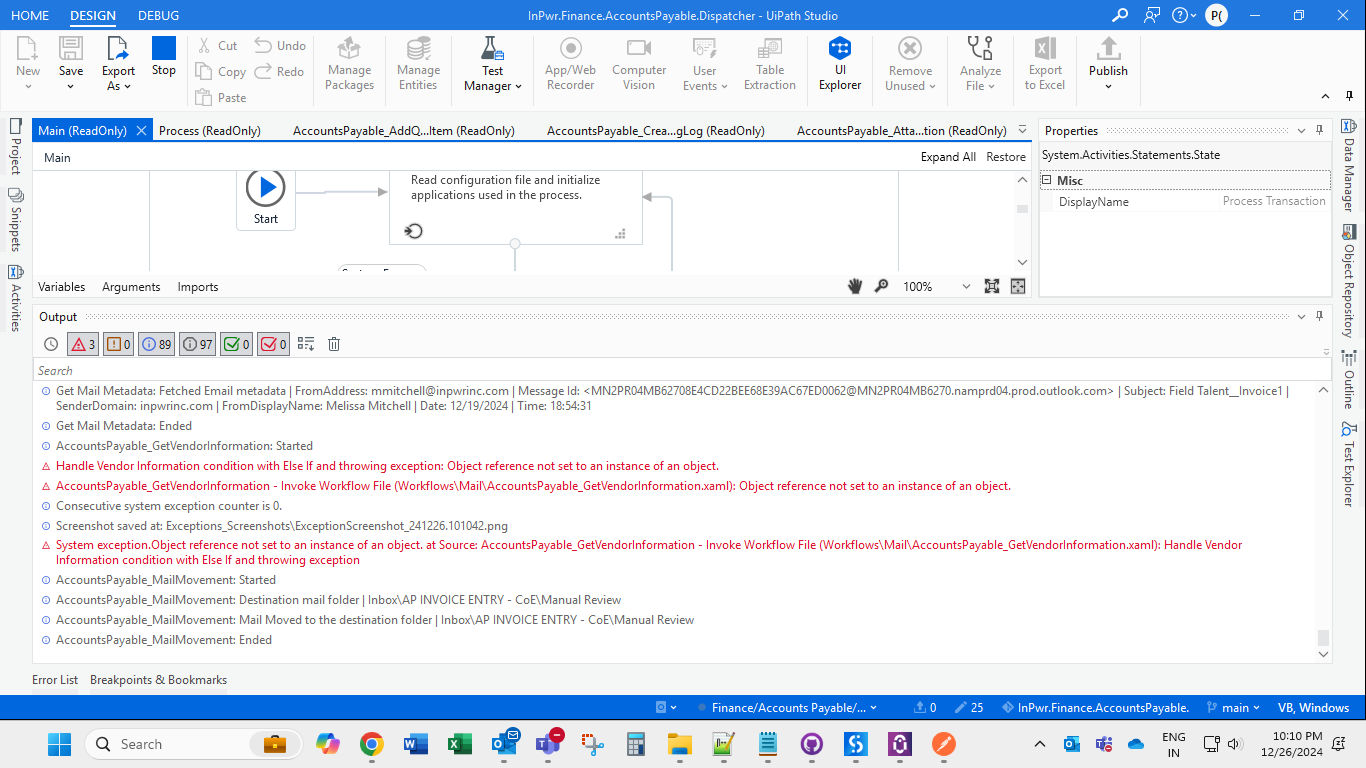 HOME DESIGN DEBUG InPwr.Finance.AccountsPayable.Dispatcher - UiPath Studio P(
New Save Export As Stop Cut Copy Paste Undo Redo Manage Packages Manage Entities Test Manager App/Web Recorder Computer Vision User Events Table Extraction UI Explorer Remove Unused Analyze File Export to Excel Publish
Main (ReadOnly) Process (ReadOnly) AccountsPayable_AddQ...Item (ReadOnly) AccountsPayable_Crea...gLog (ReadOnly) AccountsPayable_Atta...tion (ReadOnly) Properties
Main Expand All Restore System.Activities.Statements.State
Misc
DisplayName Process Transaction
Project
Snippets
Activities
Data Manager
Object Repository
Outline
Test Explorer
Start
Read configuration file and initialize
applications used in the process.
Variables Arguments Imports 100%
Output
3 0 89 97 0 0
Search
Get Mail Metadata: Fetched Email metadata | FromAddress: mmitchell@inpwrinc.com | Message Id: <MN2PR04MB62708E4CD22BEE68E39AC67ED0062@MN2PR04MB6270.namprd04.prod.outlook.com> | Subject: Field Talent__Invoice1 |
SenderDomain: inpwrinc.com | FromDisplayName: Melissa Mitchell | Date: 12/19/2024 | Time: 18:54:31
Get Mail Metadata: Ended
AccountsPayable_GetVendorInformation: Started
Handle Vendor Information condition with Else If and throwing exception: Object reference not set to an instance of an object.
AccountsPayable_GetVendorInformation - Invoke Workflow File (Workflows\Mail\AccountsPayable_GetVendorInformation.xaml): Object reference not set to an instance of an object.
Consecutive system exception counter is 0.
Screenshot saved at: Exceptions_Screenshots\ExceptionScreenshot_241226.101042.png
System exception.Object reference not set to an instance of an object. at Source: AccountsPayable_GetVendorInformation - Invoke Workflow File (Workflows\Mail\AccountsPayable_GetVendorInformation.xaml): Handle Vendor
Information condition with Else If and throwing exception
AccountsPayable_MailMovement: Started
AccountsPayable_MailMovement: Destination mail folder | Inbox\AP INVOICE ENTRY - CoE\Manual Review
AccountsPayable_MailMovement: Mail Moved to the destination folder | Inbox\AP INVOICE ENTRY - CoE\Manual Review
AccountsPayable_MailMovement: Ended
Error List Breakpoints & Bookmarks
Finance/Accounts Payable/... 0 25 InPwr.Finance.AccountsPayable. main VB, Windows
Search ENG IN 10:10 PM 12/26/2024